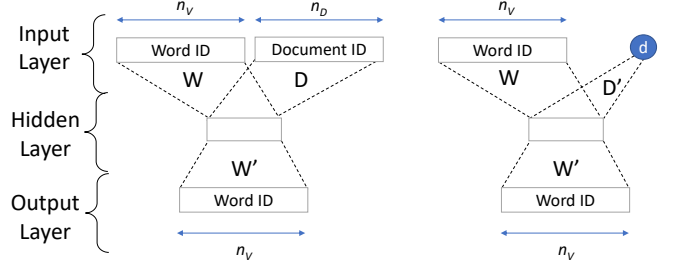 n_V n_D n_V
Input
Layer
Word ID Document ID Word ID d
W D W D'
Hidden
Layer
W' W'
Output
Layer
Word ID Word ID
n_V n_V